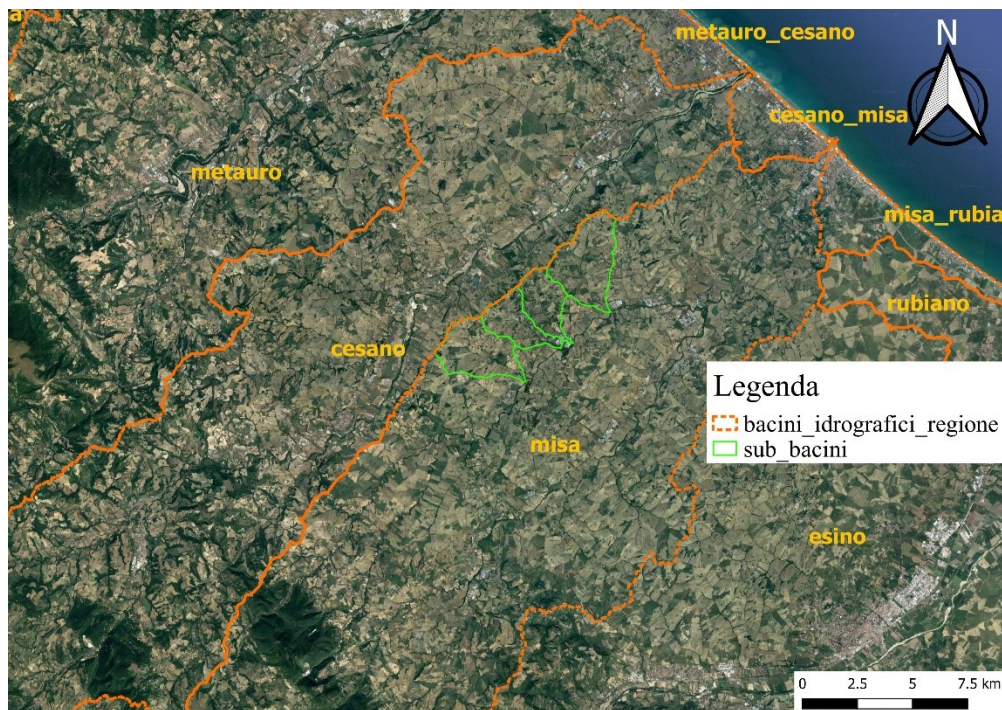 a
metauro_cesano
N
cesano_misa
metauro
misa_rubia
rubiano
cesano
Legenda
bacini_idrografici_regione
sub_bacini
misa
esino
0 2.5 5 7.5 km